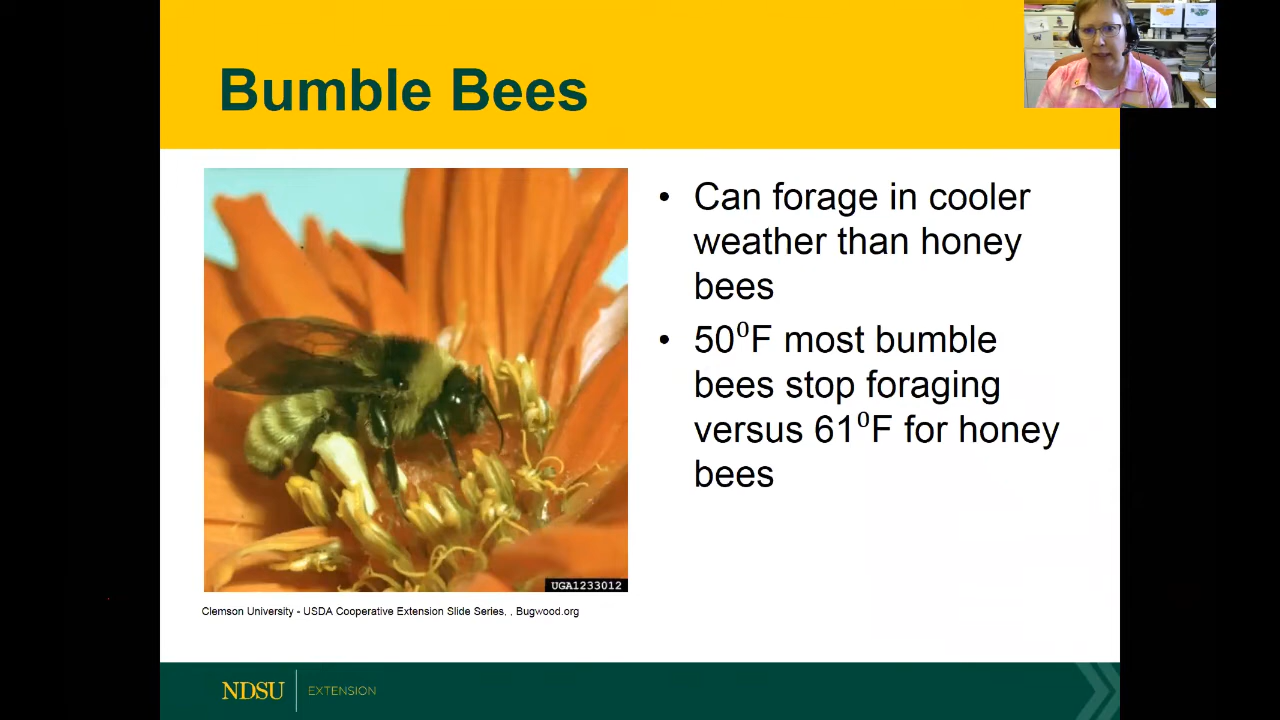 Bumble Bees
• Can forage in cooler
weather than honey
bees
• 50⁰F most bumble
bees stop foraging
versus 61⁰F for honey
bees
UGA1233012
Clemson University - USDA Cooperative Extension Slide Series, , Bugwood.org
NDSU EXTENSION